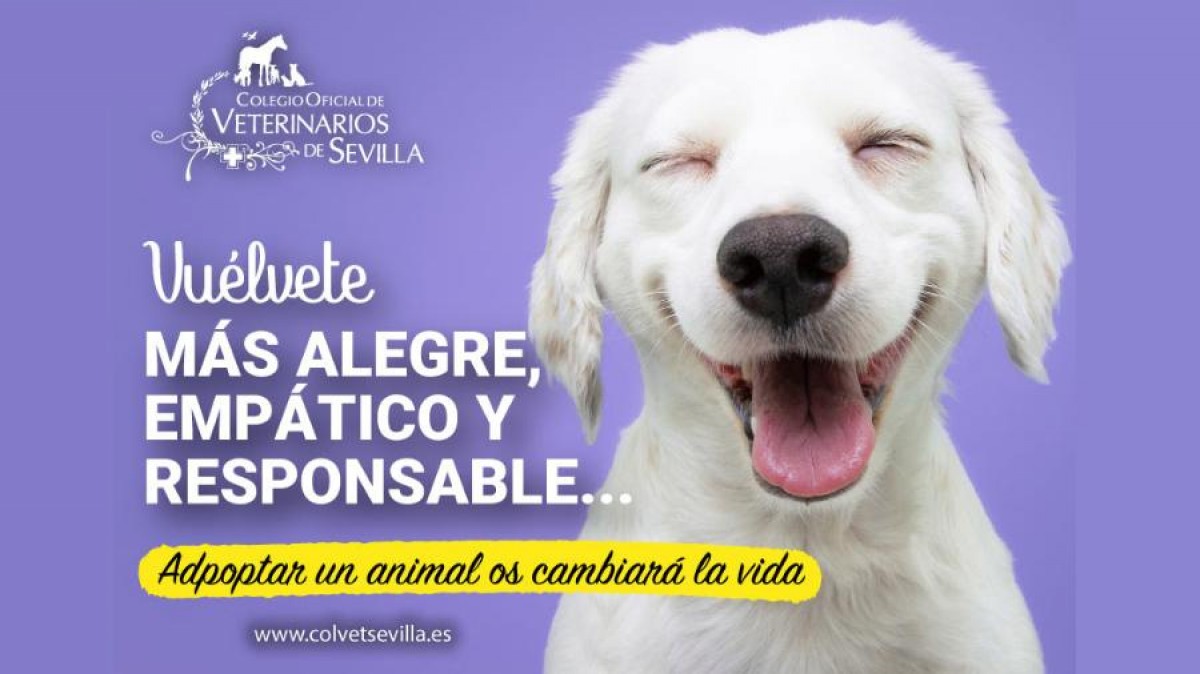 COLEGIO OFICIAL DE
VETERINARIOS
DE SEVILLA
Vuélvete
MÁS ALEGRE,
EMPÁTICO Y
RESPONSABLE...
Adpoptar un animal os cambiará la vida
www.colvetsevilla.es